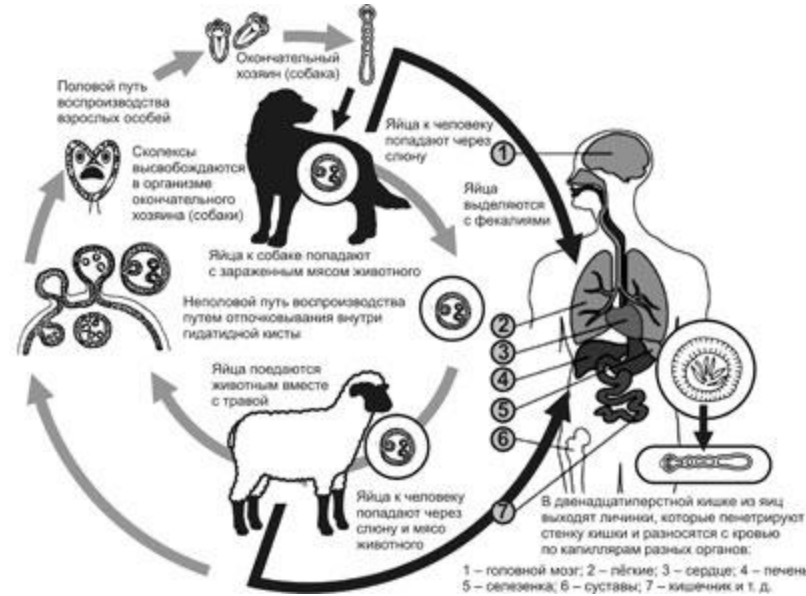 Окончательный
хозяин (собака)
Половой путь
воспроизводства
взрослых особей
Яйца к человеку
попадают через
слюну
Сколексы
высвобождаются
в организме
окончательного
хозяина (собаки)
Яйца
выделяются
с фекалиями
Яйца к собаке попадают
с зараженным мясом животного
Неполовой путь воспроизводства
путем отпочковывания внутри
гидатидной кисты
Яйца поедаются
животным вместе
с травой
Яйца к человеку
попадают через
слюну и мясо
животного
1
2
3
4
5
6
7
В двенадцатиперстной кишке из яиц
выходят личинки, которые пенетрируют
стенку кишки и разносятся с кровью
по капиллярам разных органов:
1 – головной мозг; 2 – лёгкие; 3 – сердце; 4 – печень
5 – селезенка; 6 – суставы; 7 – кишечник и т. д.